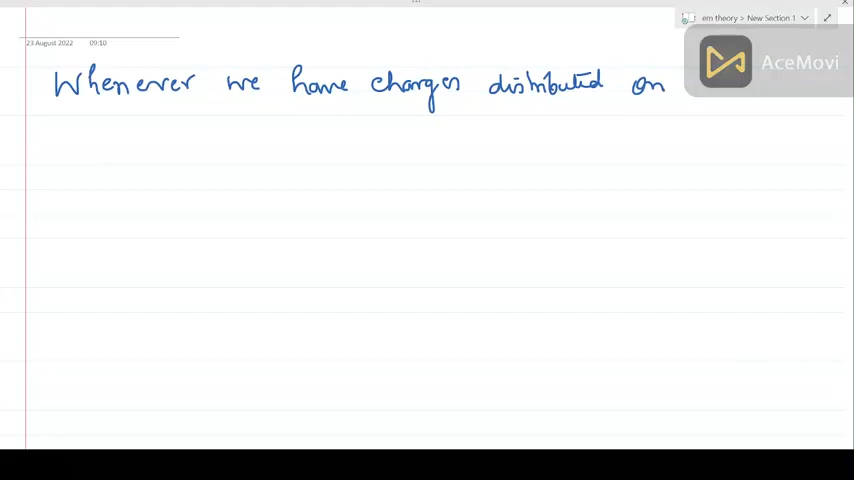 em theory > New Section 1
23 August 2022 09:10
AceMovi
Whenever we have charges distributed on